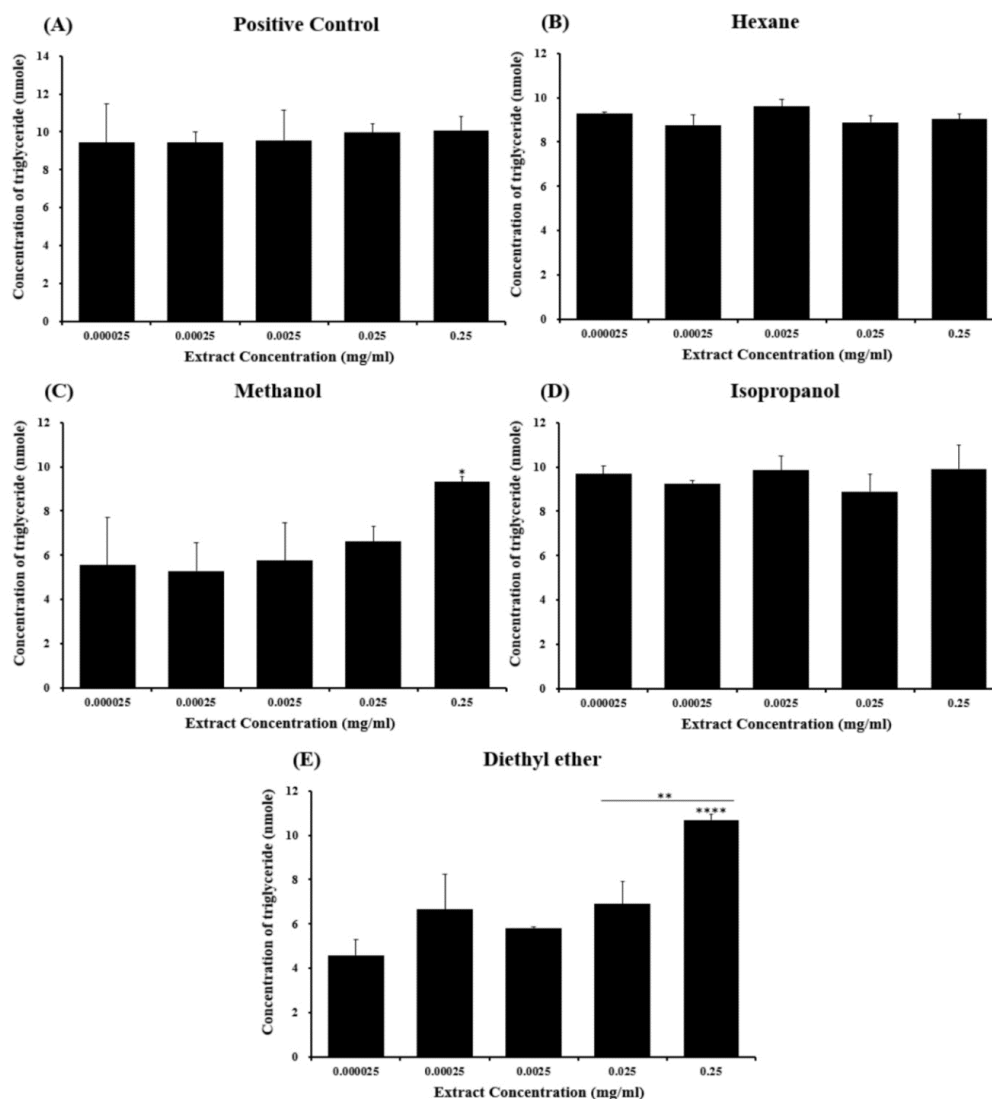 (A) Positive Control
Concentration of triglyceride (nmole)
14
12
10
8
6
4
2
0
0.000025 0.00025 0.0025 0.025 0.25
Extract Concentration (mg/ml)
(B) Hexane
Concentration of triglyceride (nmole)
12
10
8
6
4
2
0
0.000025 0.00025 0.0025 0.025 0.25
Extract Concentration (mg/ml)
(C) Methanol
Concentration of triglyceride (nmole)
12
10
8
6
4
2
0
*
0.000025 0.00025 0.0025 0.025 0.25
Extract Concentration (mg/ml)
(D) Isopropanol
Concentration of triglyceride (nmole)
12
10
8
6
4
2
0
0.000025 0.00025 0.0025 0.025 0.25
Extract Concentration (mg/ml)
(E) Diethyl ether
Concentration of triglyceride (nmole)
12
10
8
6
4
2
0
**
****
0.000025 0.00025 0.0025 0.025 0.25
Extract Concentration (mg/ml)